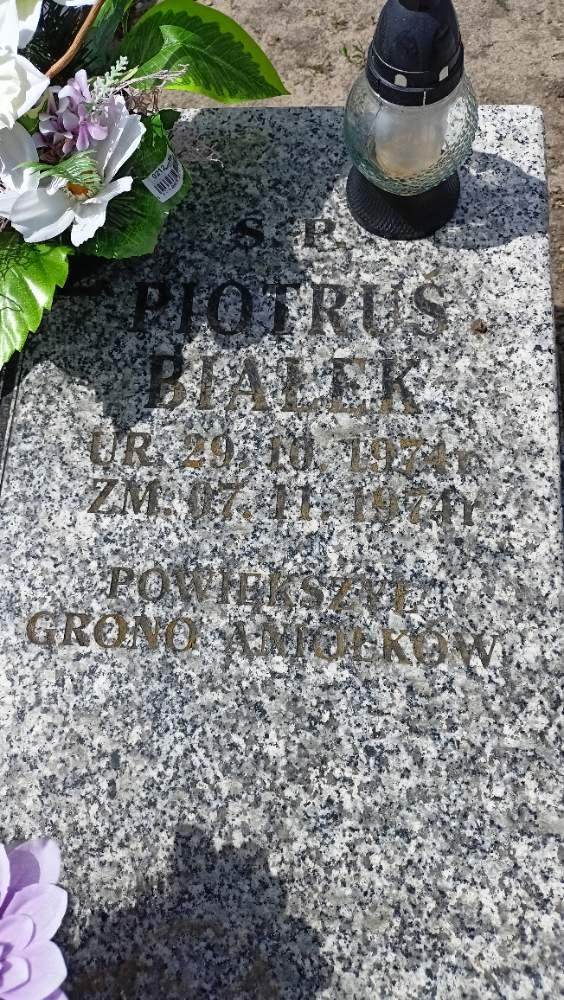 Ś. P.
PIOTRUŚ
BIAŁEK
UR. 29. 10. 1974r
ZM. 07. 11. 1974r
POWIĘKSZYŁ
GRONO ANIOŁKÓW